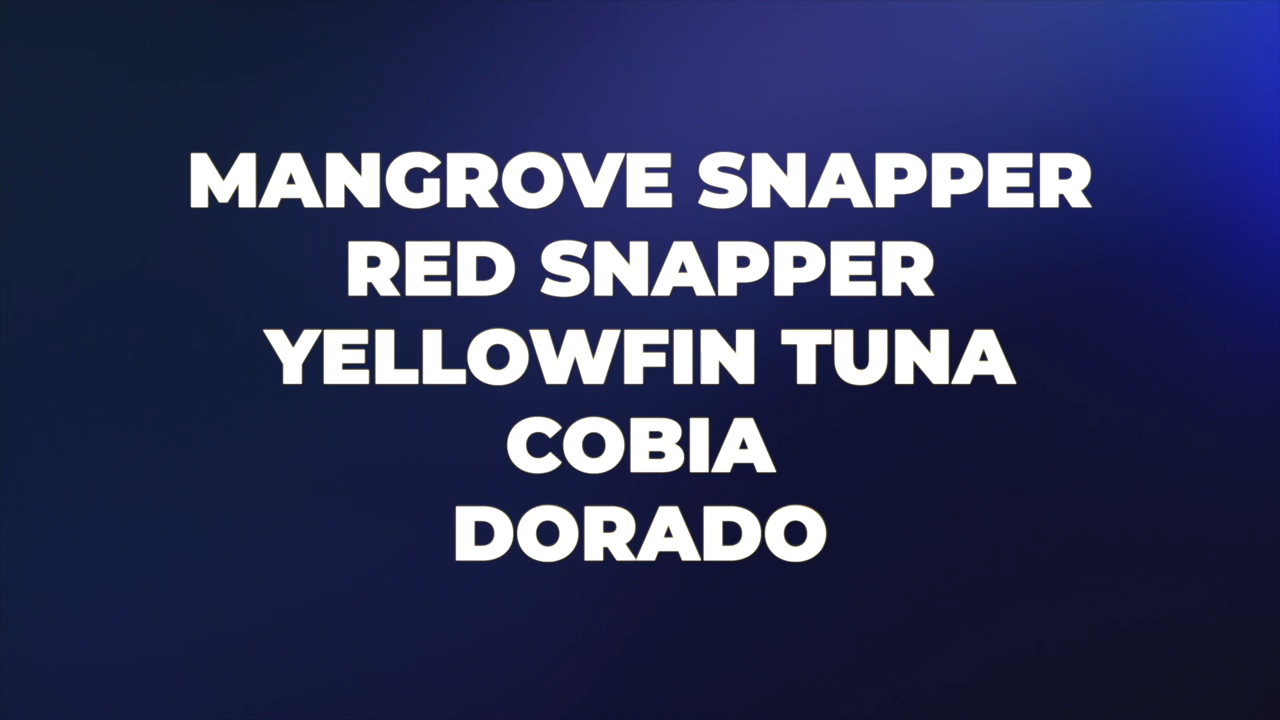 MANGROVE SNAPPER
RED SNAPPER
YELLOWFIN TUNA
COBIA
DORADO